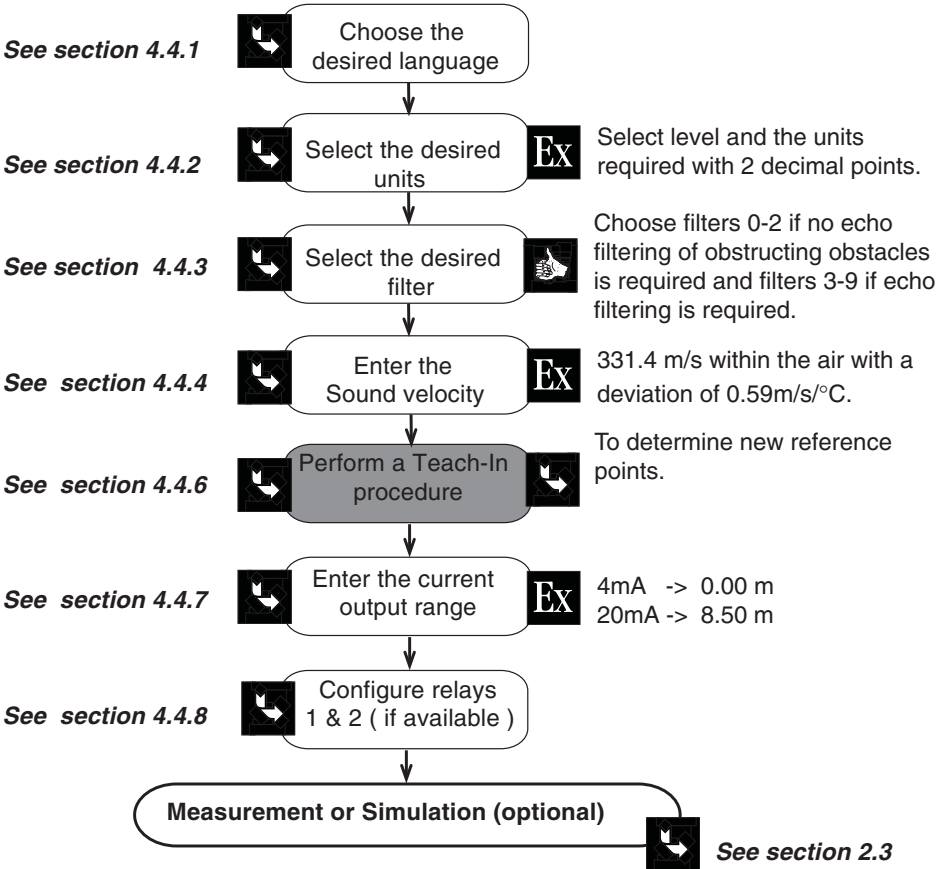 See section 4.4.1
Choose the
desired language
See section 4.4.2
Select the desired
units
Ex
Select level and the units
required with 2 decimal points.
See section 4.4.3
Select the desired
filter
Choose filters 0-2 if no echo
filtering of obstructing obstacles
is required and filters 3-9 if echo
filtering is required.
See section 4.4.4
Enter the
Sound velocity
Ex
331.4 m/s within the air with a
deviation of 0.59m/s/°C.
See section 4.4.6
Perform a Teach-In
procedure
To determine new reference
points.
See section 4.4.7
Enter the current
output range
Ex
4mA -> 0.00 m
20mA -> 8.50 m
See section 4.4.8
Configure relays
1 & 2 ( if available )
Measurement or Simulation (optional)
See section 2.3